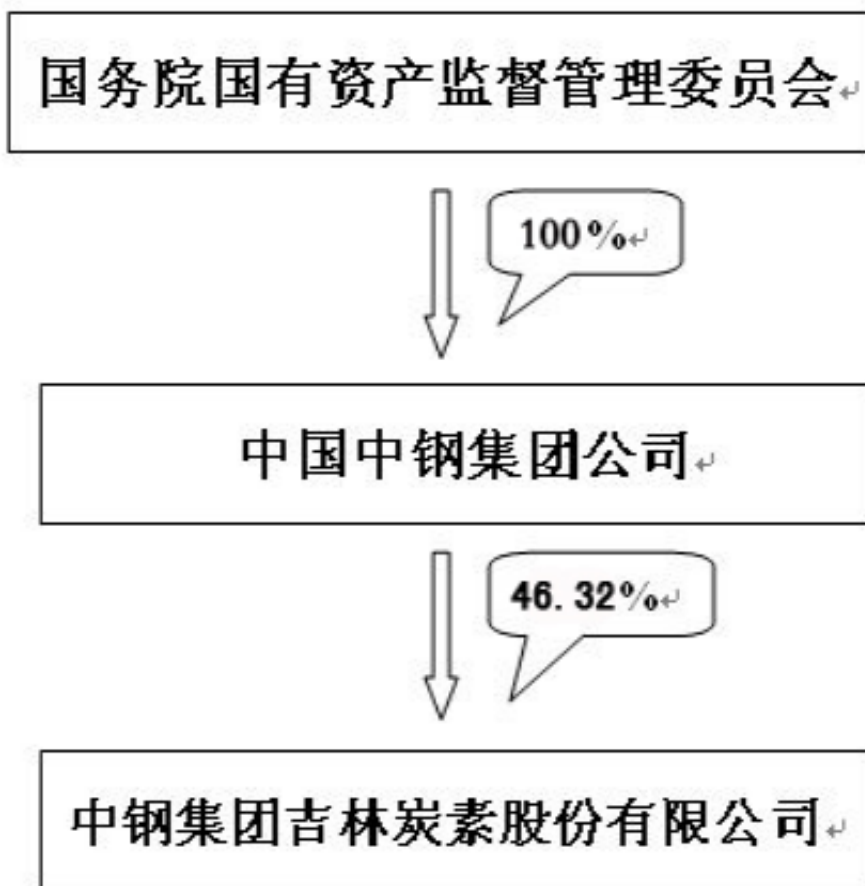 国务院国有资产监督管理委员会
100%
中国中钢集团公司
46.32%
中钢集团吉林炭素股份有限公司